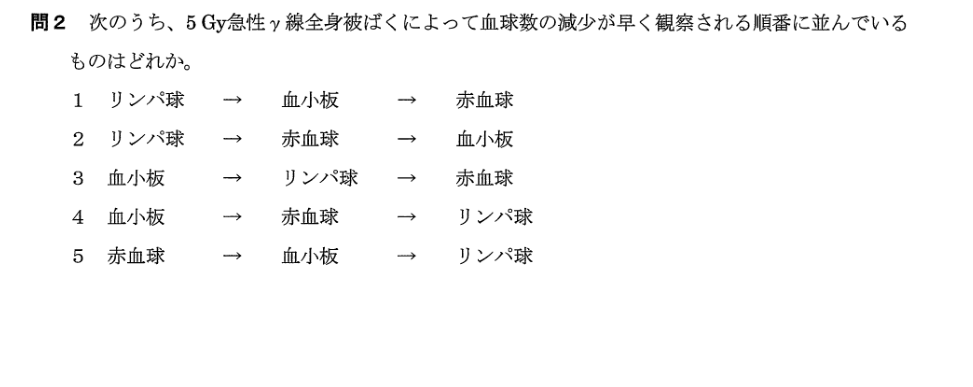 問2 次のうち、5 Gy急性γ線全身被ばくによって血球数の減少が早く観察される順番に並んでいる
ものはどれか。
1 リンパ球 → 血小板 → 赤血球
2 リンパ球 → 赤血球 → 血小板
3 血小板 → リンパ球 → 赤血球
4 血小板 → 赤血球 → リンパ球
5 赤血球 → 血小板 → リンパ球